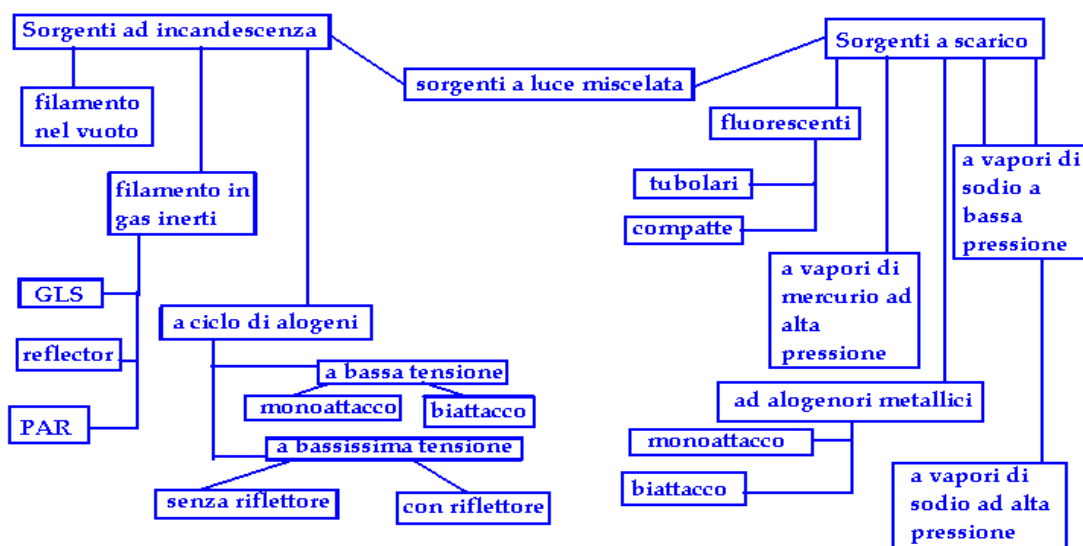 Sorgenti ad incandescenza
Sorgenti a scarico
sorgenti a luce miscelata
filamento
nel vuoto
fluorescenti
filamento in
gas inerti
tubolari
compatte
a vapori di
sodio a
bassa
pressione
a vapori di
mercurio ad
alta
pressione
GLS
reflector
PAR
a ciclo di alogeni
a bassa tensione
monoattacco
biattacco
a bassissima tensione
senza riflettore
con riflettore
ad alogenori metallici
monoattacco
biattacco
a vapori di
sodio ad alta
pressione